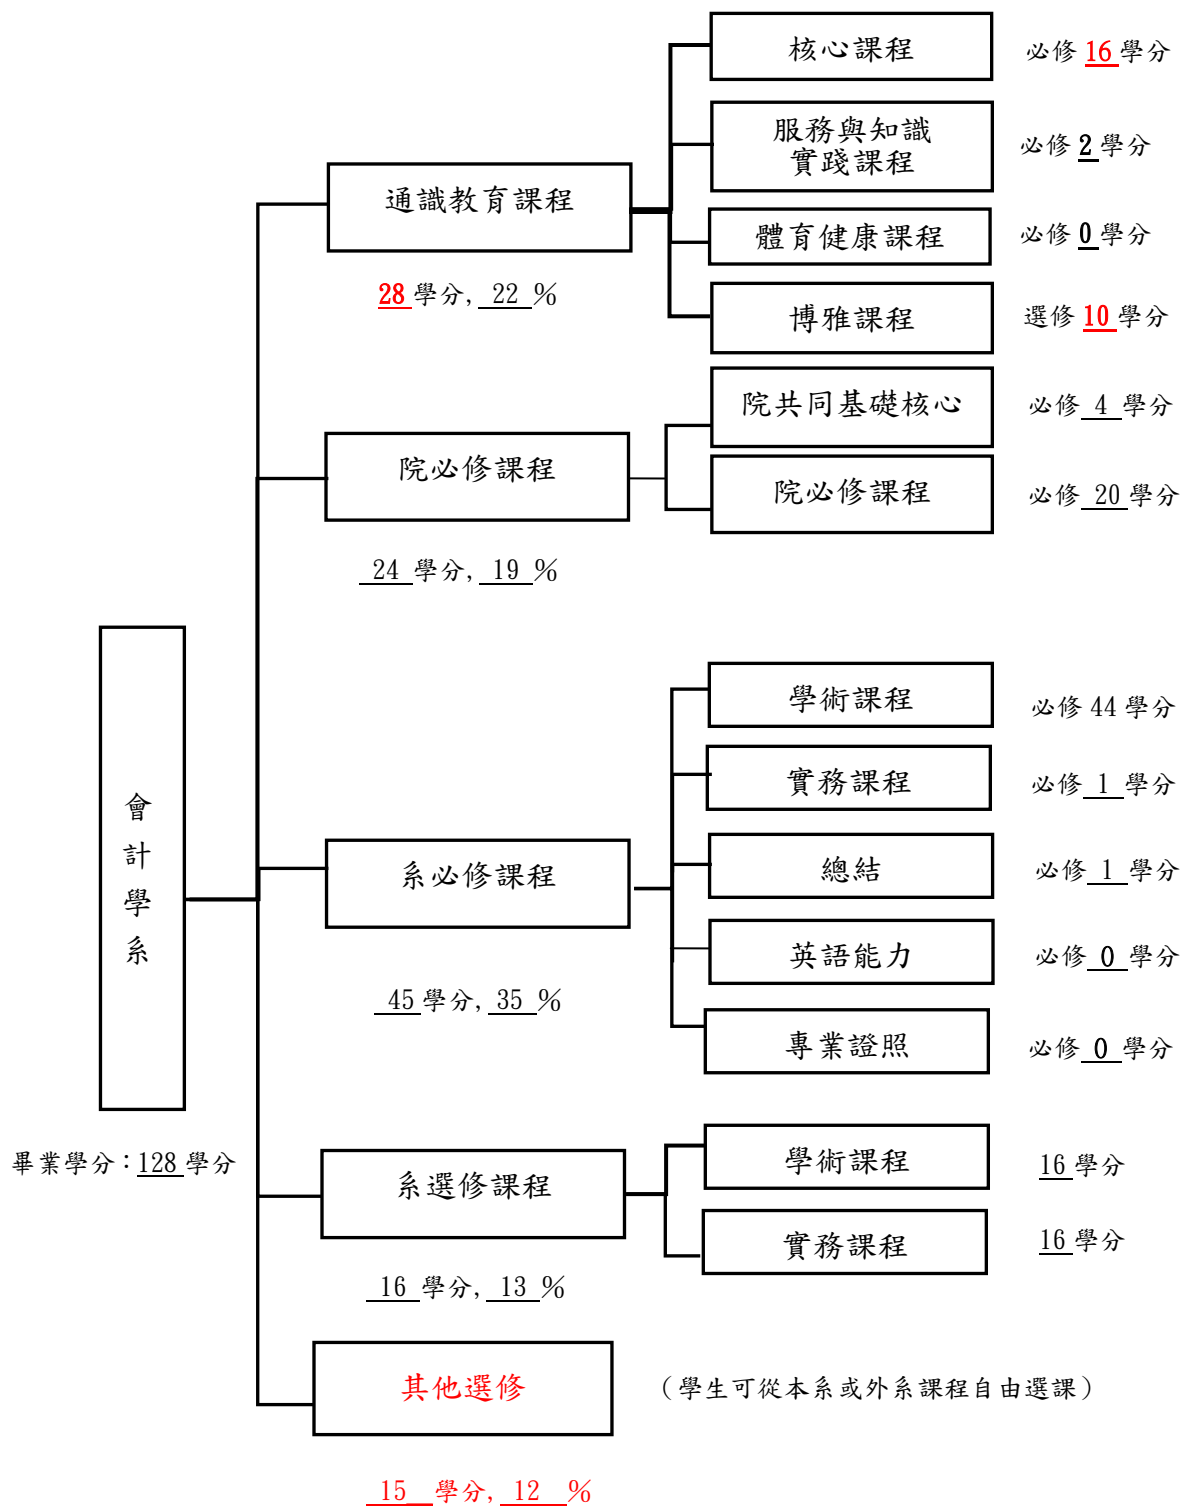 核心課程
必修 16 學分
服務與知識
實踐課程
必修 2 學分
通識教育課程
體育健康課程
必修 0 學分
28 學分, 22 %
博雅課程
選修 10 學分
院共同基礎核心
必修 4 學分
院必修課程
院必修課程
必修 20 學分
24 學分, 19 %
學術課程
必修 44 學分
實務課程
必修 1 學分
會計學系
系必修課程
總結
必修 1 學分
英語能力
必修 0 學分
45 學分, 35 %
專業證照
必修 0 學分
畢業學分：128 學分
學術課程
16 學分
系選修課程
實務課程
16 學分
16 學分, 13 %
其他選修
（學生可從本系或外系課程自由選課）
15 學分, 12 %